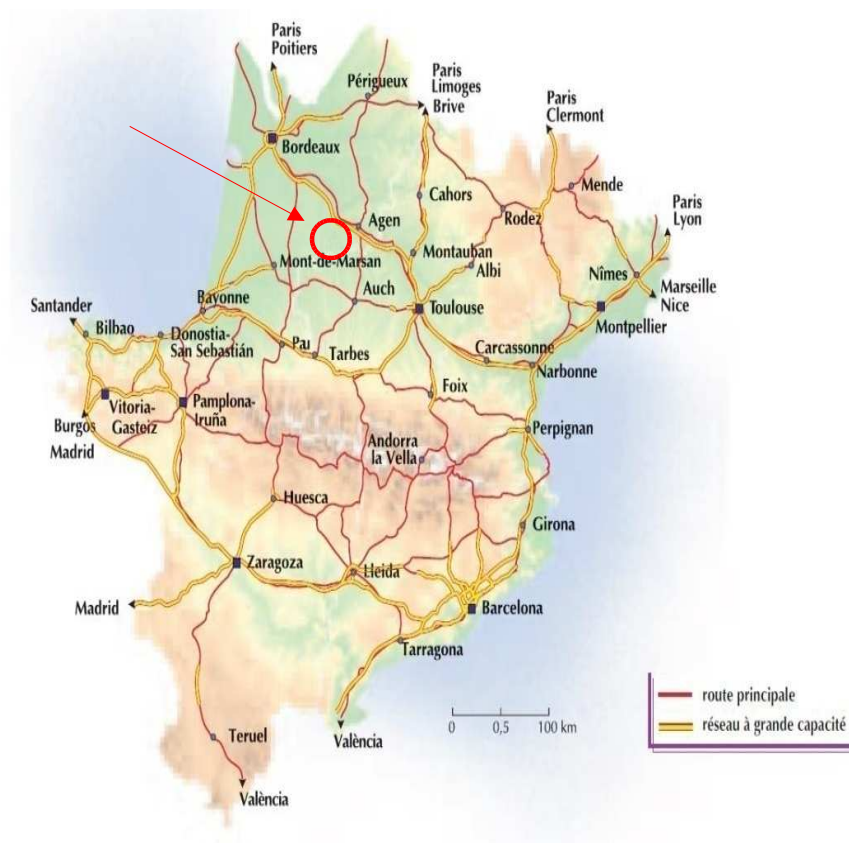 Paris
Poitiers
Périgueux
Paris
Limoges
Brive
Paris
Clermont
Bordeaux
Mende
Cahors
Rodez
Paris
Lyon
Agen
Montauban
Albi
Mont-de-Marsan
Nîmes
Marseille
Nice
Auch
Bayonne
Toulouse
Santander
Montpellier
Bilbao
Donostia-
San Sebastián
Pau
Tarbes
Carcassonne
Narbonne
Foix
Vitoria-
Gasteiz
Pamplona-
Iruña
Burgos
Madrid
Perpignan
Andorra
la Vella
Huesca
Girona
Zaragoza
Lleida
Madrid
Barcelona
Tarragona
route principale
réseau à grande capacité
0 0,5 100 km
Teruel
València
València